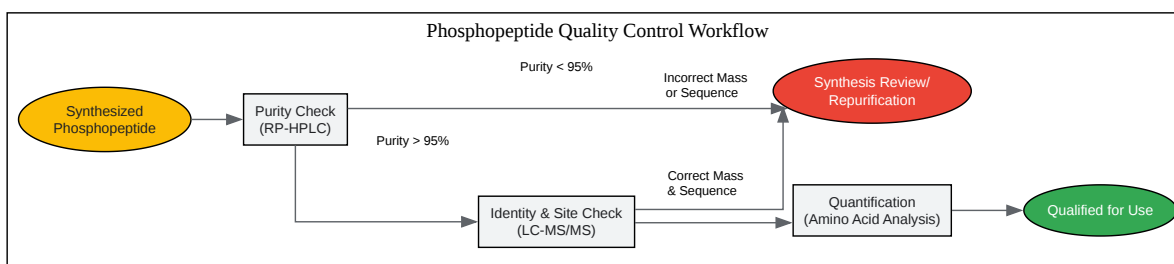 Phosphopeptide Quality Control Workflow
Purity < 95%
Incorrect Mass
or Sequence
Synthesis Review/
Repurification
Synthesized
Phosphopeptide
Purity Check
(RP-HPLC)
Purity > 95%
Correct Mass
& Sequence
Identity & Site Check
(LC-MS/MS)
Quantification
(Amino Acid Analysis)
Qualified for Use